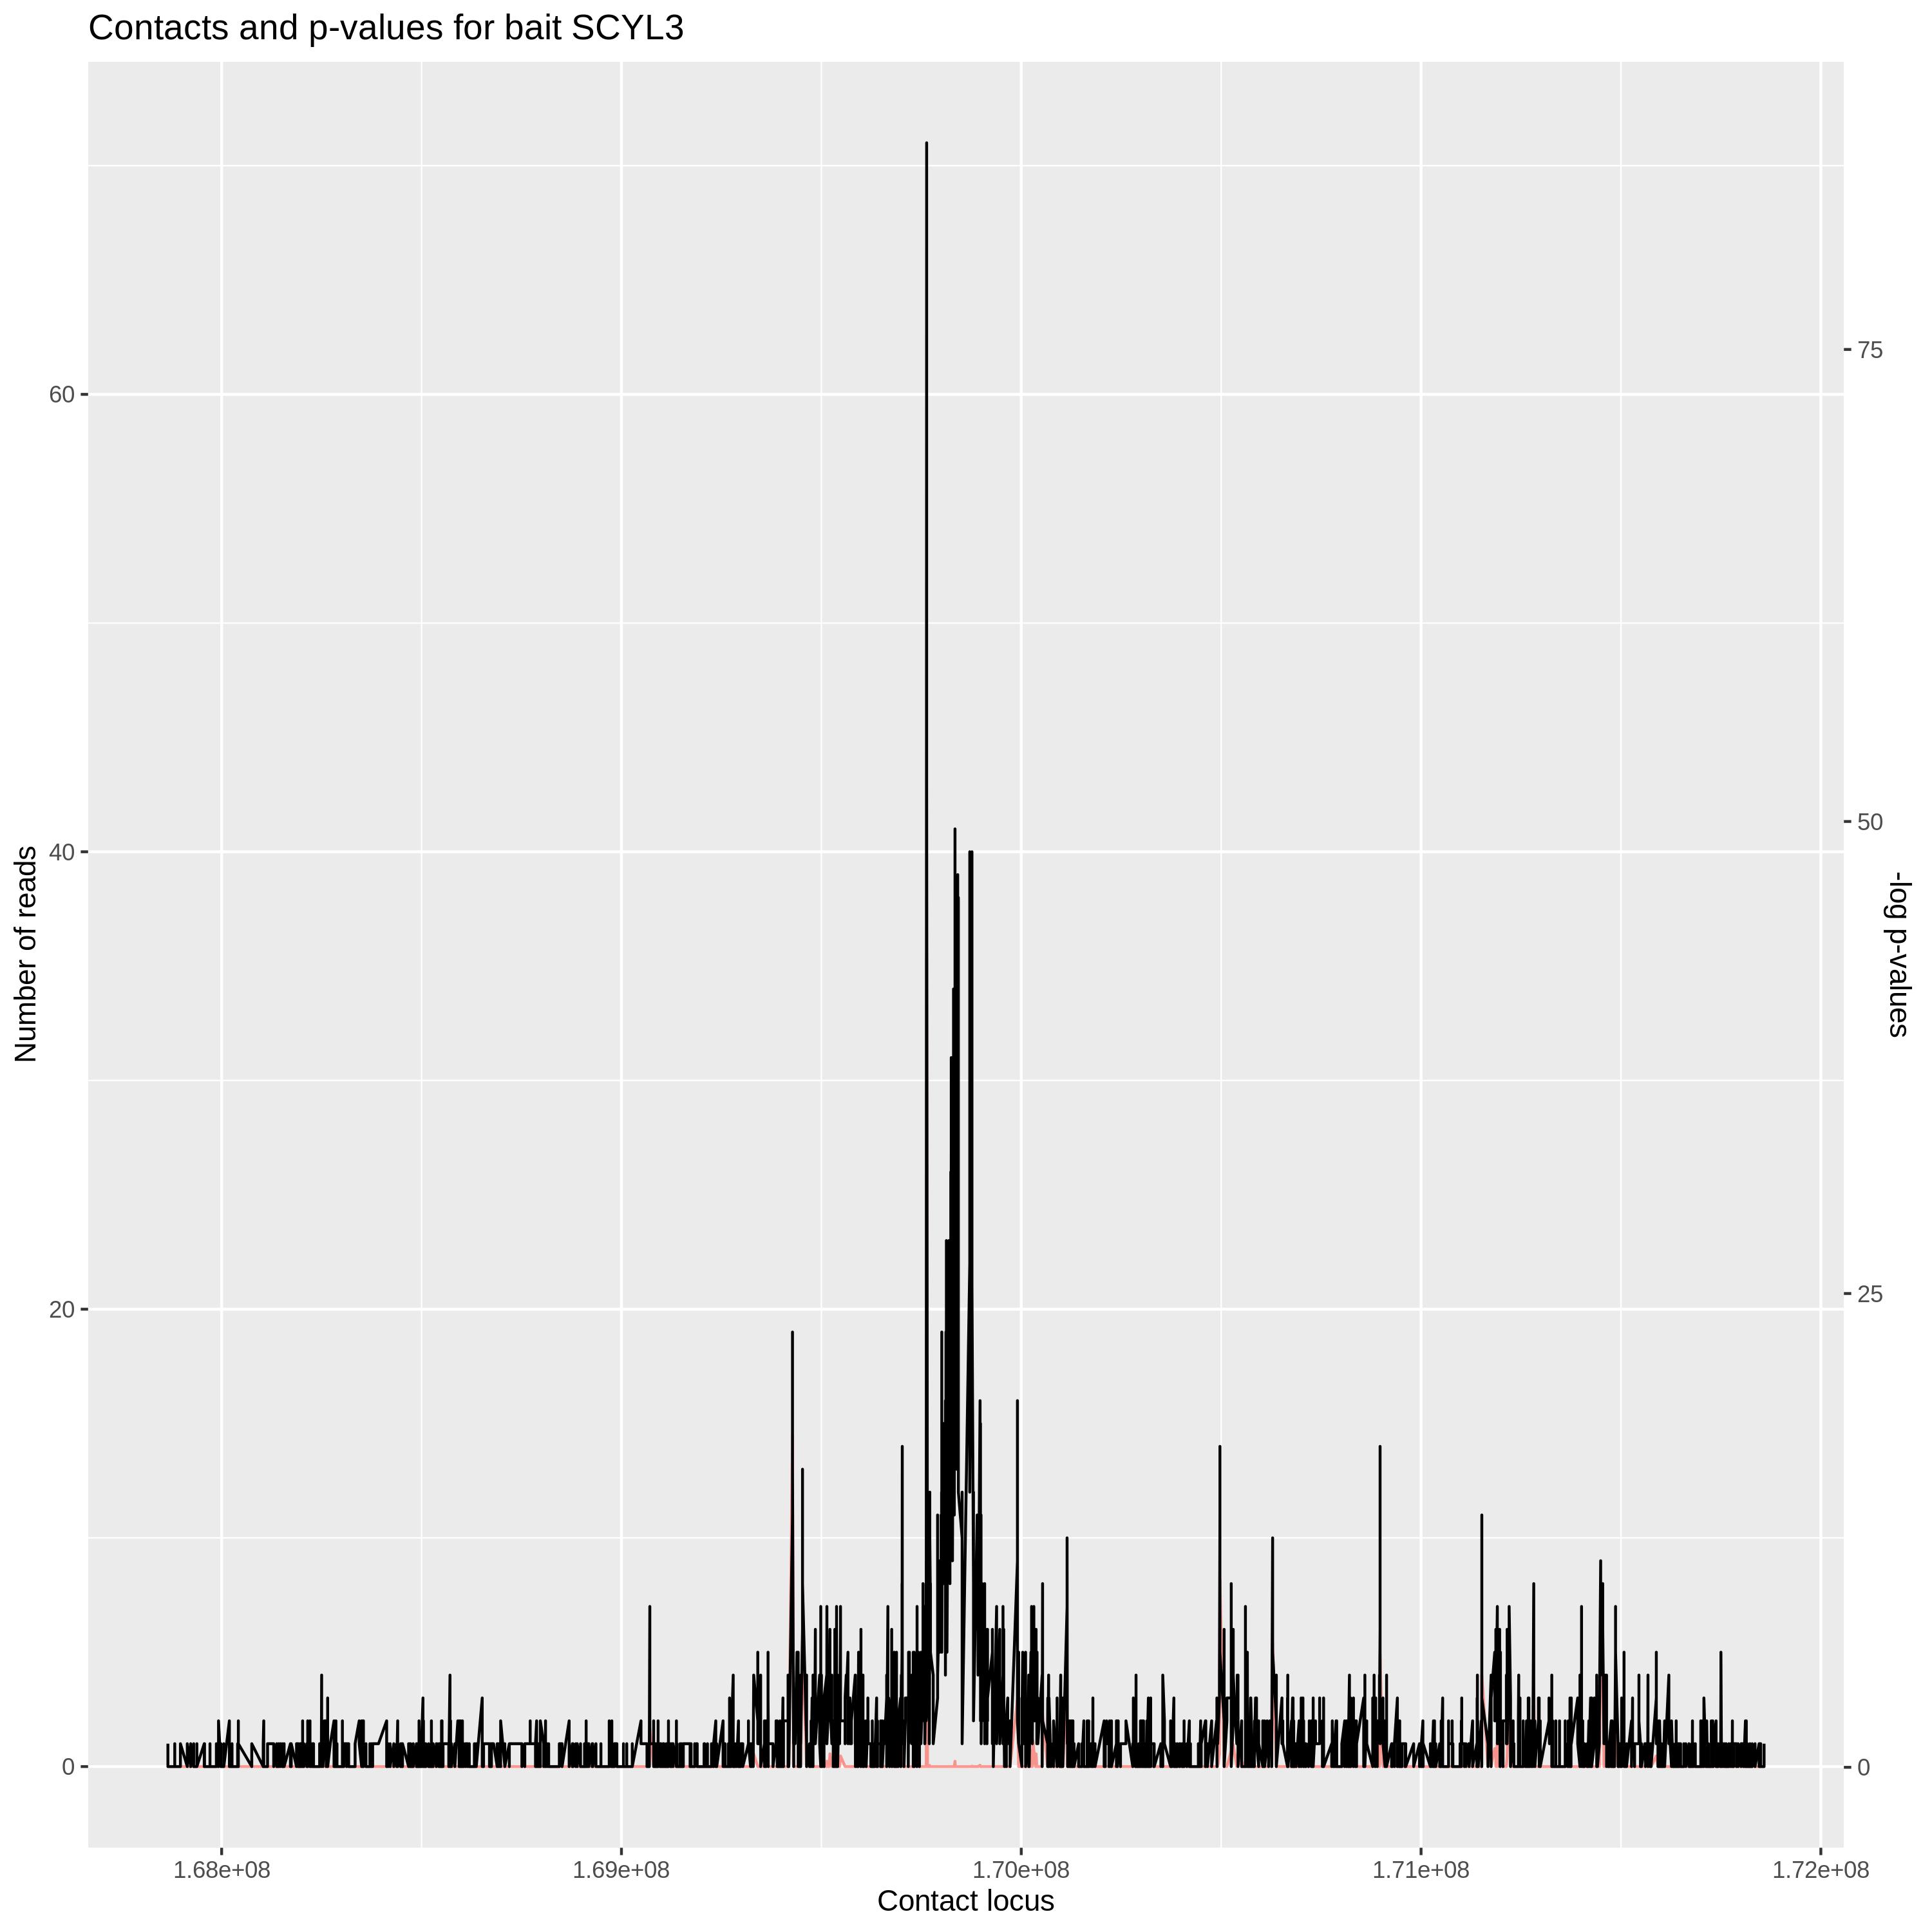 Contacts and p-values for bait SCYL3
Number of reads
60
40
20
0
75
50
25
0
-log p-values
1.68e+08
1.69e+08
1.70e+08
1.71e+08
1.72e+08
Contact locus